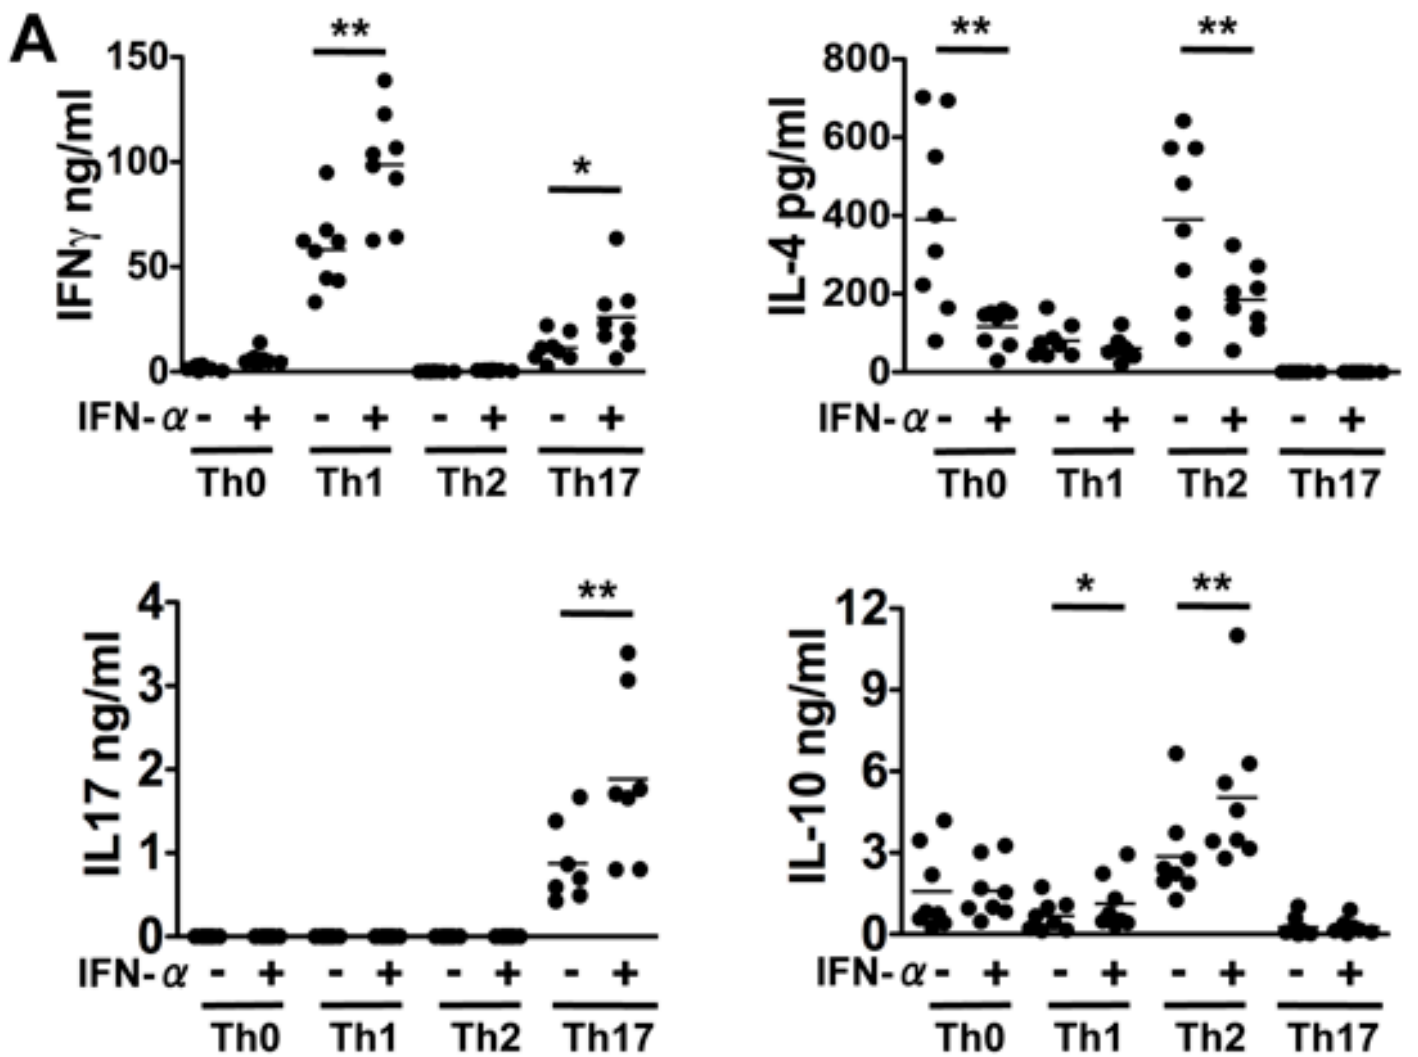 A
**
*
150
100
50
0
IFNγ ng/ml
IFN-α - + - + - + - +
Th0 Th1 Th2 Th17
**
**
800
600
400
200
0
IL-4 pg/ml
IFN-α - + - + - + - +
Th0 Th1 Th2 Th17
**
4
3
2
1
0
IL17 ng/ml
IFN-α - + - + - + - +
Th0 Th1 Th2 Th17
*
**
12
9
6
3
0
IL-10 ng/ml
IFN-α - + - + - + - +
Th0 Th1 Th2 Th17